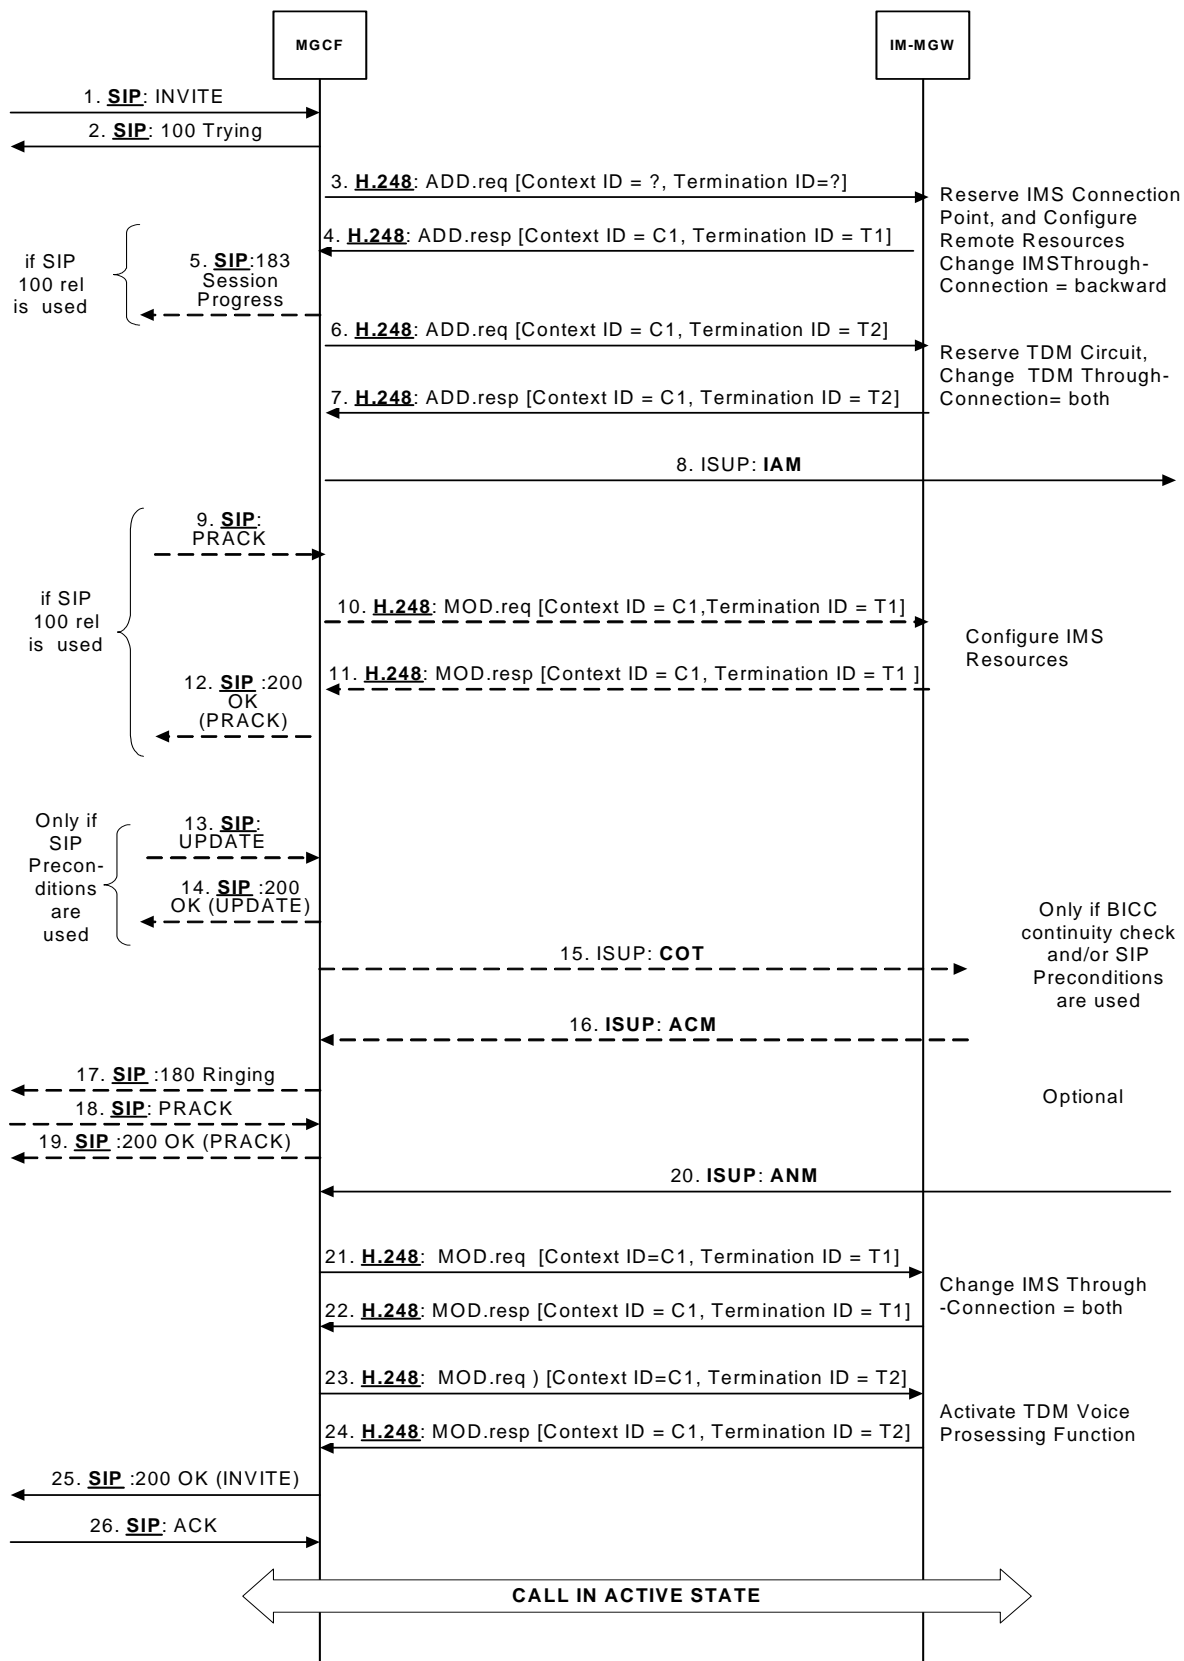 MGCF
IM-MGW
1. SIP: INVITE
2. SIP: 100 Trying
3. H.248: ADD.req [Context ID = ?, Termination ID=?]
Reserve IMS Connection
Point, and Configure
Remote Resources
Change IMSThrough-
Connection = backward
4. H.248: ADD.resp [Context ID = C1, Termination ID = T1]
if SIP
100 rel
is used
5. SIP:183
Session
Progress
6. H.248: ADD.req [Context ID = C1, Termination ID = T2]
Reserve TDM Circuit,
Change TDM Through-
Connection= both
7. H.248: ADD.resp [Context ID = C1, Termination ID = T2]
8. ISUP: IAM
9. SIP:
PRACK
if SIP
100 rel
is used
10. H.248: MOD.req [Context ID = C1,Termination ID = T1]
Configure IMS
Resources
11. H.248: MOD.resp [Context ID = C1, Termination ID = T1 ]
12. SIP :200
OK
(PRACK)
Only if
SIP
Precon-
ditions
are
used
13. SIP:
UPDATE
14. SIP :200
OK (UPDATE)
Only if BICC
continuity check
and/or SIP
Preconditions
are used
15. ISUP: COT
16. ISUP: ACM
17. SIP :180 Ringing
Optional
18. SIP: PRACK
19. SIP :200 OK (PRACK)
20. ISUP: ANM
21. H.248: MOD.req [Context ID=C1, Termination ID = T1]
Change IMS Through
-Connection = both
22. H.248: MOD.resp [Context ID = C1, Termination ID = T1]
23. H.248: MOD.req ) [Context ID=C1, Termination ID = T2]
Activate TDM Voice
Prosessing Function
24. H.248: MOD.resp [Context ID = C1, Termination ID = T2]
25. SIP :200 OK (INVITE)
26. SIP: ACK
CALL IN ACTIVE STATE